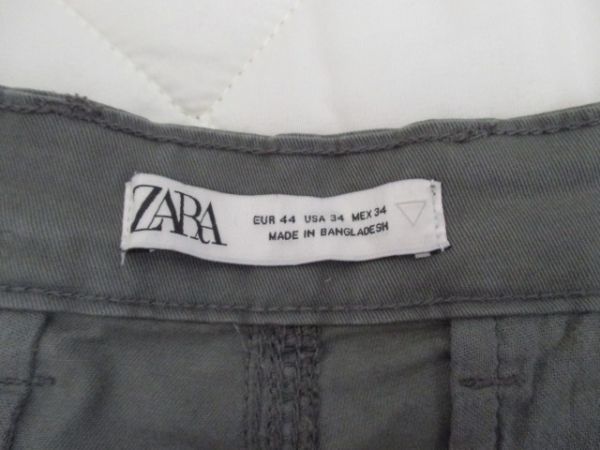 ZARA
EUR 44 USA 34 MEX 34
MADE IN BANGLADESH